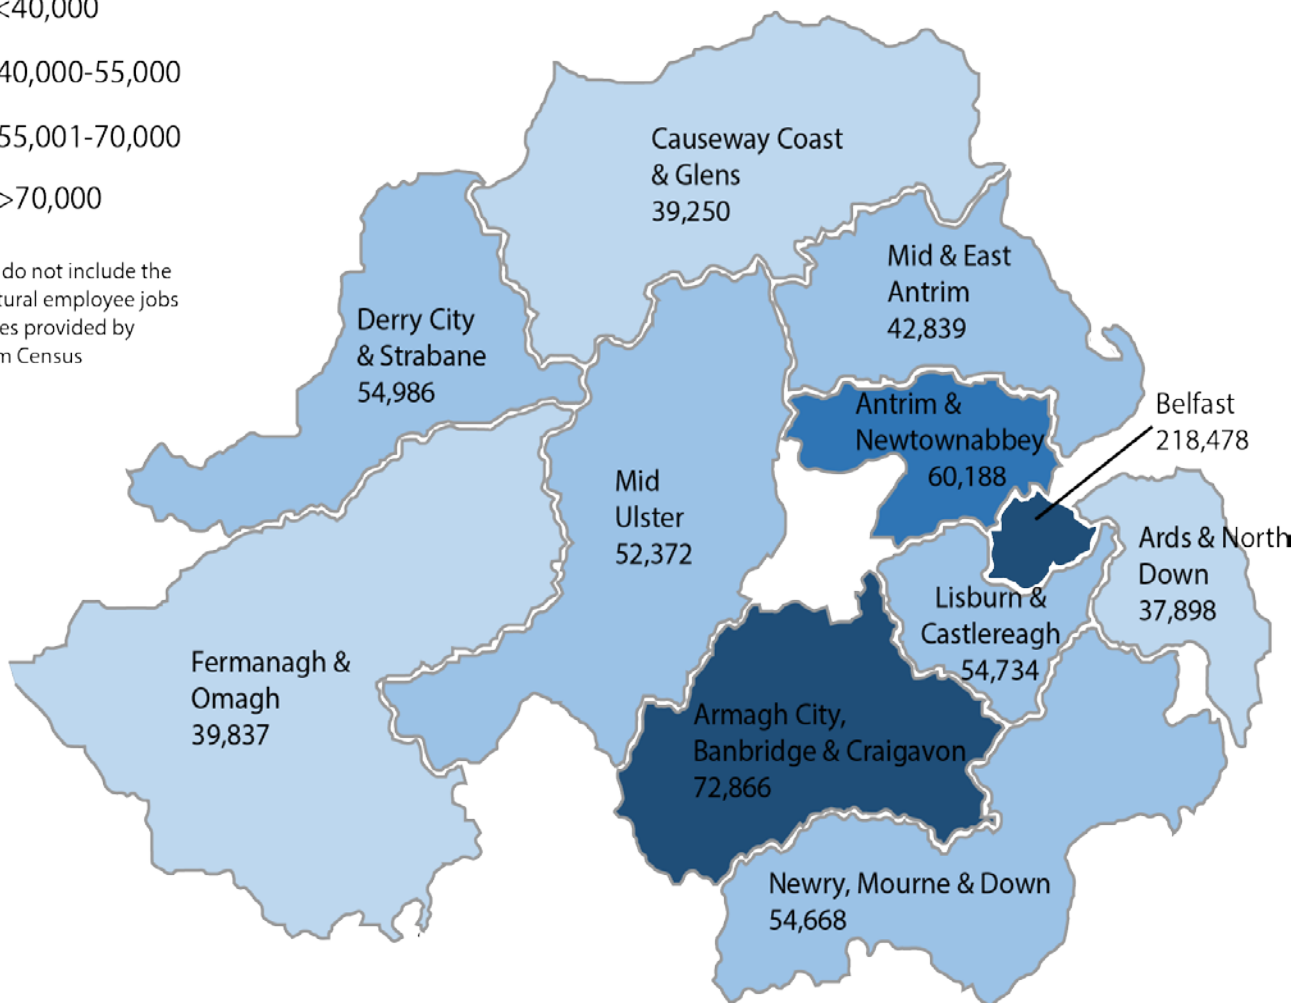 <40,000
40,000-55,000
55,001-70,000
>70,000
do not include the
tural employee jobs
es provided by
m Census
Causeway Coast
& Glens
39,250
Mid & East
Antrim
42,839
Derry City
& Strabane
54,986
Antrim &
Newtownabbey
60,188
Belfast
218,478
Mid
Ulster
52,372
Ards & North
Down
37,898
Lisburn &
Castlereagh
54,734
Fermanagh &
Omagh
39,837
Armagh City,
Banbridge & Craigavon
72,866
Newry, Mourne & Down
54,668